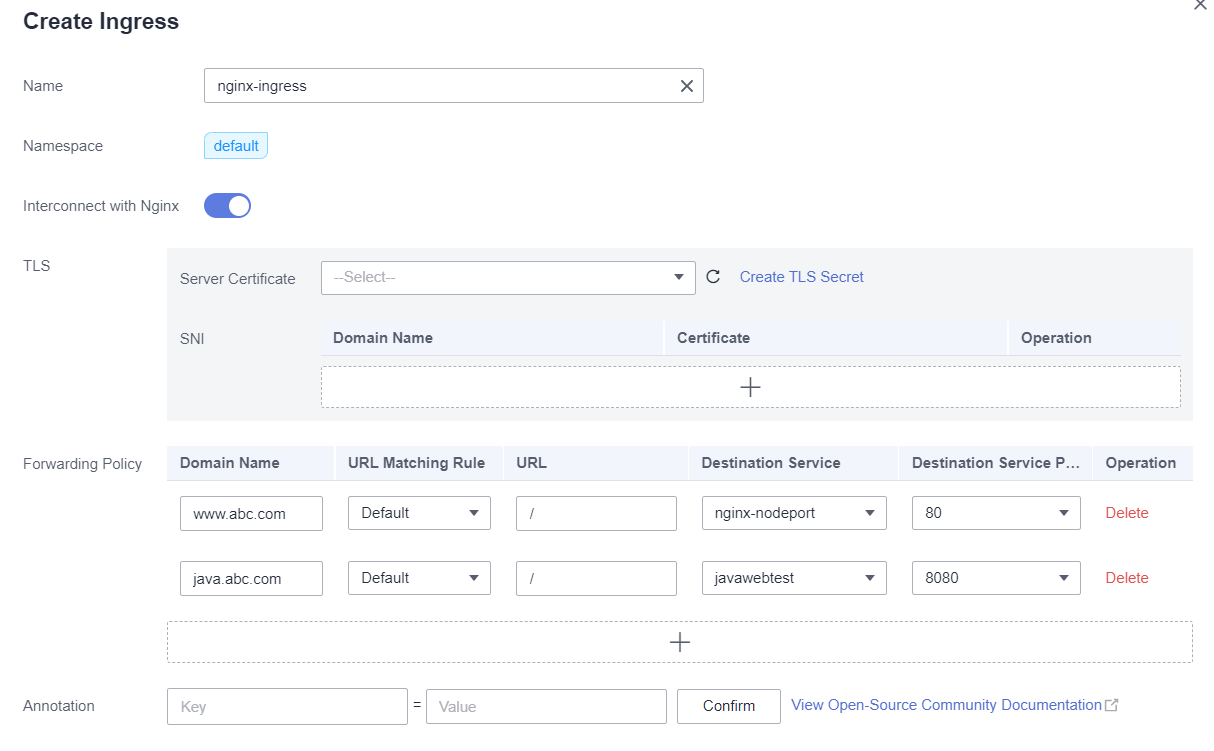 Create Ingress
Name nginx-ingress
Namespace default
Interconnect with Nginx
TLS
Server Certificate --Select-- Create TLS Secret
SNI Domain Name Certificate Operation
Forwarding Policy Domain Name URL Matching Rule URL Destination Service Destination Service P... Operation
www.abc.com Default / nginx-nodeport 80 Delete
java.abc.com Default / javawebtest 8080 Delete
Annotation Key = Value Confirm View Open-Source Community Documentation